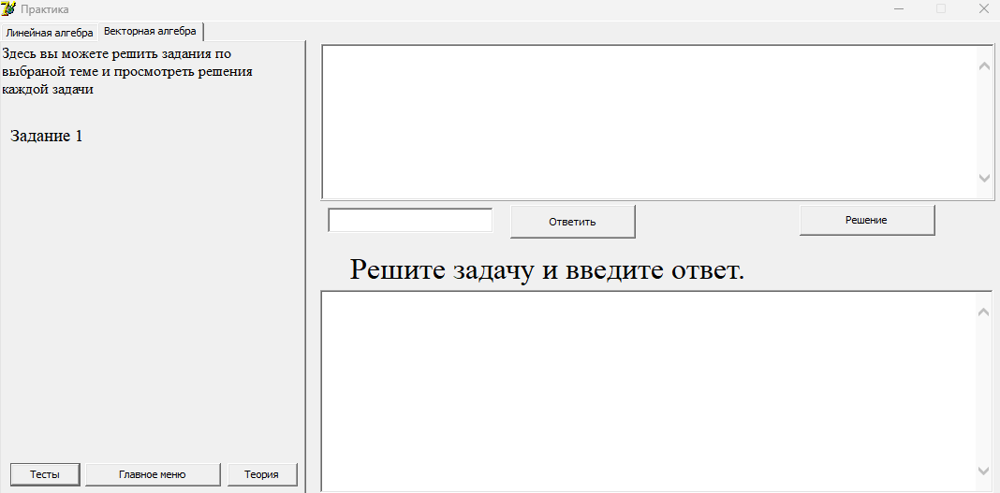 Практика
Линейная алгебра
Векторная алгебра
Здесь вы можете решить задания по
выбраной теме и просмотреть решения
каждой задачи
Задание 1
Ответить
Решение
Решите задачу и введите ответ.
Тесты
Главное меню
Теория